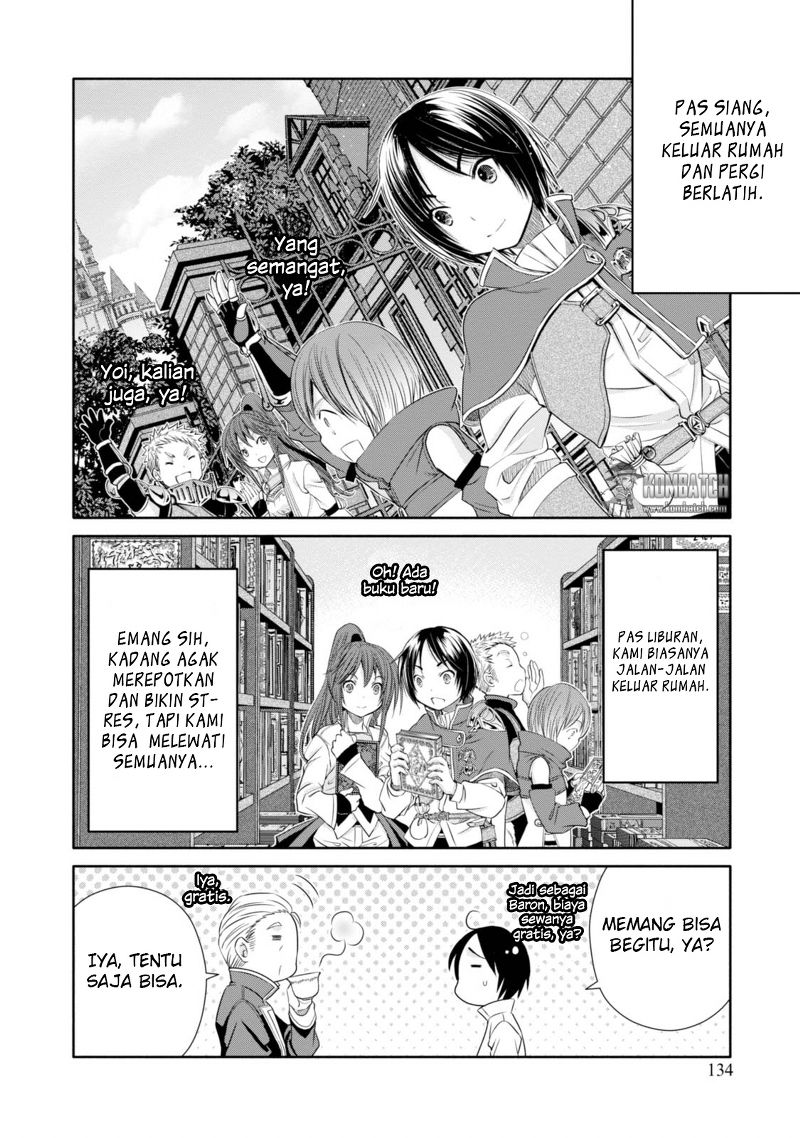 PAS SIANG,
SEMUANYA
KELUAR RUMAH
DAN PERGI
BERLATIH.
Yang
semangat,
ya!
Yoi, kalian
juga, ya!
KOMBATCH
www.kombatch.com
Oh! Ada
buku baru!
PAS LIBURAN,
KAMI BIASANYA
JALAN-JALAN
KELUAR RUMAH.
EMANG SIH,
KADANG AGAK
MEREPOTKAN
DAN BIKIN ST-
RES, TAPI KAMI
BISA MELEWATI
SEMUANYA...
MEMANG BISA
BEGITU, YA?
Jadi sebagai
Baron, biaya
sewanya
gratis, ya?
Iya,
gratis.
IYA, TENTU
SAJA BISA.
134